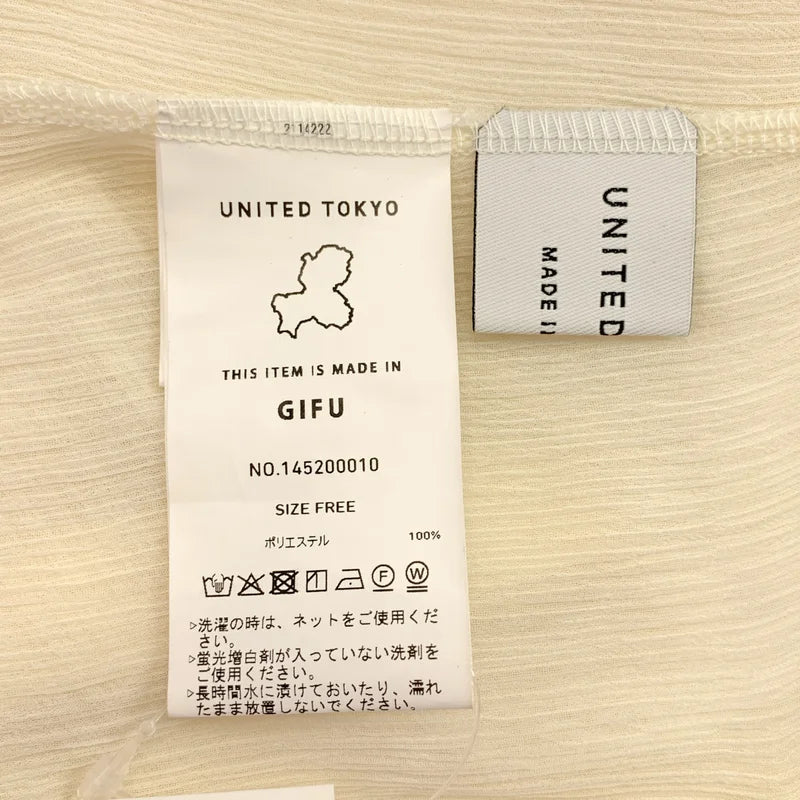 2114222
UNITED TOKYO
THIS ITEM IS MADE IN
GIFU
NO.145200010
SIZE FREE
ポリエステル 100%
F W
▷洗濯の時は、ネットをご使用くだ
さい。
▷蛍光増白剤が入っていない洗剤を
ご使用ください。
▷長時間水に漬けておいたり、濡れ
たまま放置しないでください。
UNITED
MADE I